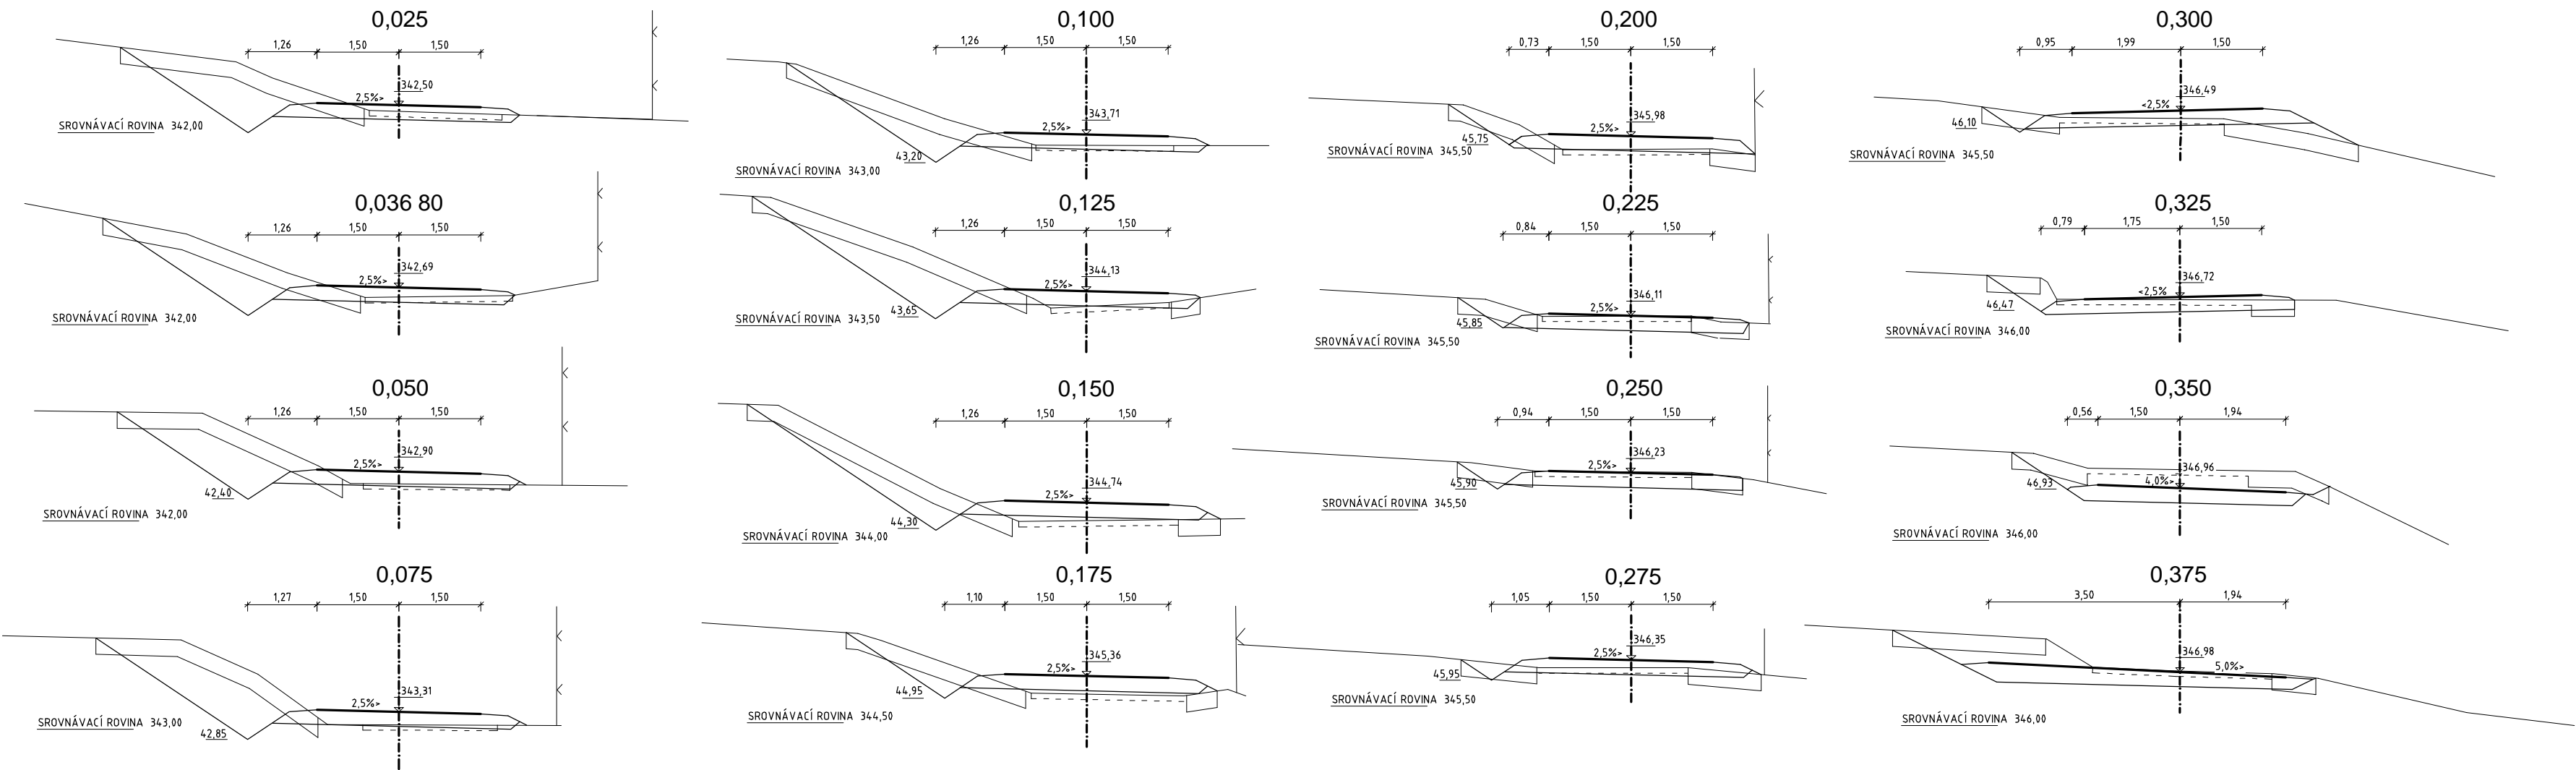 0,025
1,26 1,50 1,50
342,50
2,5%>
SROVNÁVACÍ ROVINA 342,00
0,036 80
1,26 1,50 1,50
342,69
2,5%>
SROVNÁVACÍ ROVINA 342,00
0,050
1,26 1,50 1,50
342,90
2,5%>
42,40
SROVNÁVACÍ ROVINA 342,00
0,075
1,27 1,50 1,50
343,31
2,5%>
42,85
SROVNÁVACÍ ROVINA 343,00
0,100
1,26 1,50 1,50
343,71
2,5%>
43,20
SROVNÁVACÍ ROVINA 343,00
0,125
1,26 1,50 1,50
344,13
2,5%>
43,65
SROVNÁVACÍ ROVINA 343,50
0,150
1,26 1,50 1,50
344,74
2,5%>
44,30
SROVNÁVACÍ ROVINA 344,00
0,175
1,10 1,50 1,50
345,36
2,5%>
44,95
SROVNÁVACÍ ROVINA 344,50
0,200
0,73 1,50 1,50
345,98
2,5%>
45,75
SROVNÁVACÍ ROVINA 345,50
0,225
0,84 1,50 1,50
346,11
2,5%>
45,85
SROVNÁVACÍ ROVINA 345,50
0,250
0,94 1,50 1,50
346,23
2,5%>
45,90
SROVNÁVACÍ ROVINA 345,50
0,275
1,05 1,50 1,50
346,35
2,5%>
45,95
SROVNÁVACÍ ROVINA 345,50
0,300
0,95 1,99 1,50
346,49
<2,5%
46,10
SROVNÁVACÍ ROVINA 345,50
0,325
0,79 1,75 1,50
346,72
<2,5%
46,47
SROVNÁVACÍ ROVINA 346,00
0,350
0,56 1,50 1,94
346,96
4,0%>
46,93
SROVNÁVACÍ ROVINA 346,00
0,375
3,50 1,94
346,98
5,0%>
SROVNÁVACÍ ROVINA 346,00